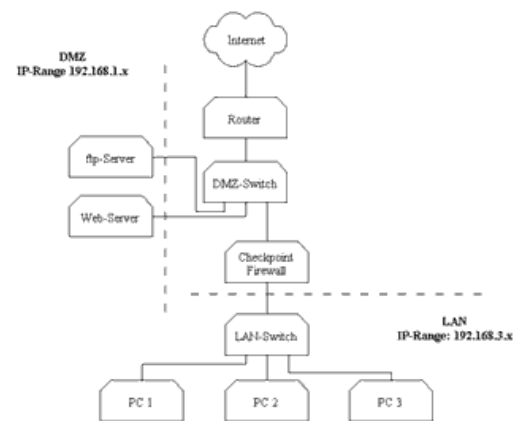 Internet
DMZ
IP-Range 192.168.1.x
Router
ftp-Server
DMZ-Switch
Web-Server
Checkpoint
Firewall
LAN
IP-Range: 192.168.3.x
LAN-Switch
PC 1
PC 2
PC 3